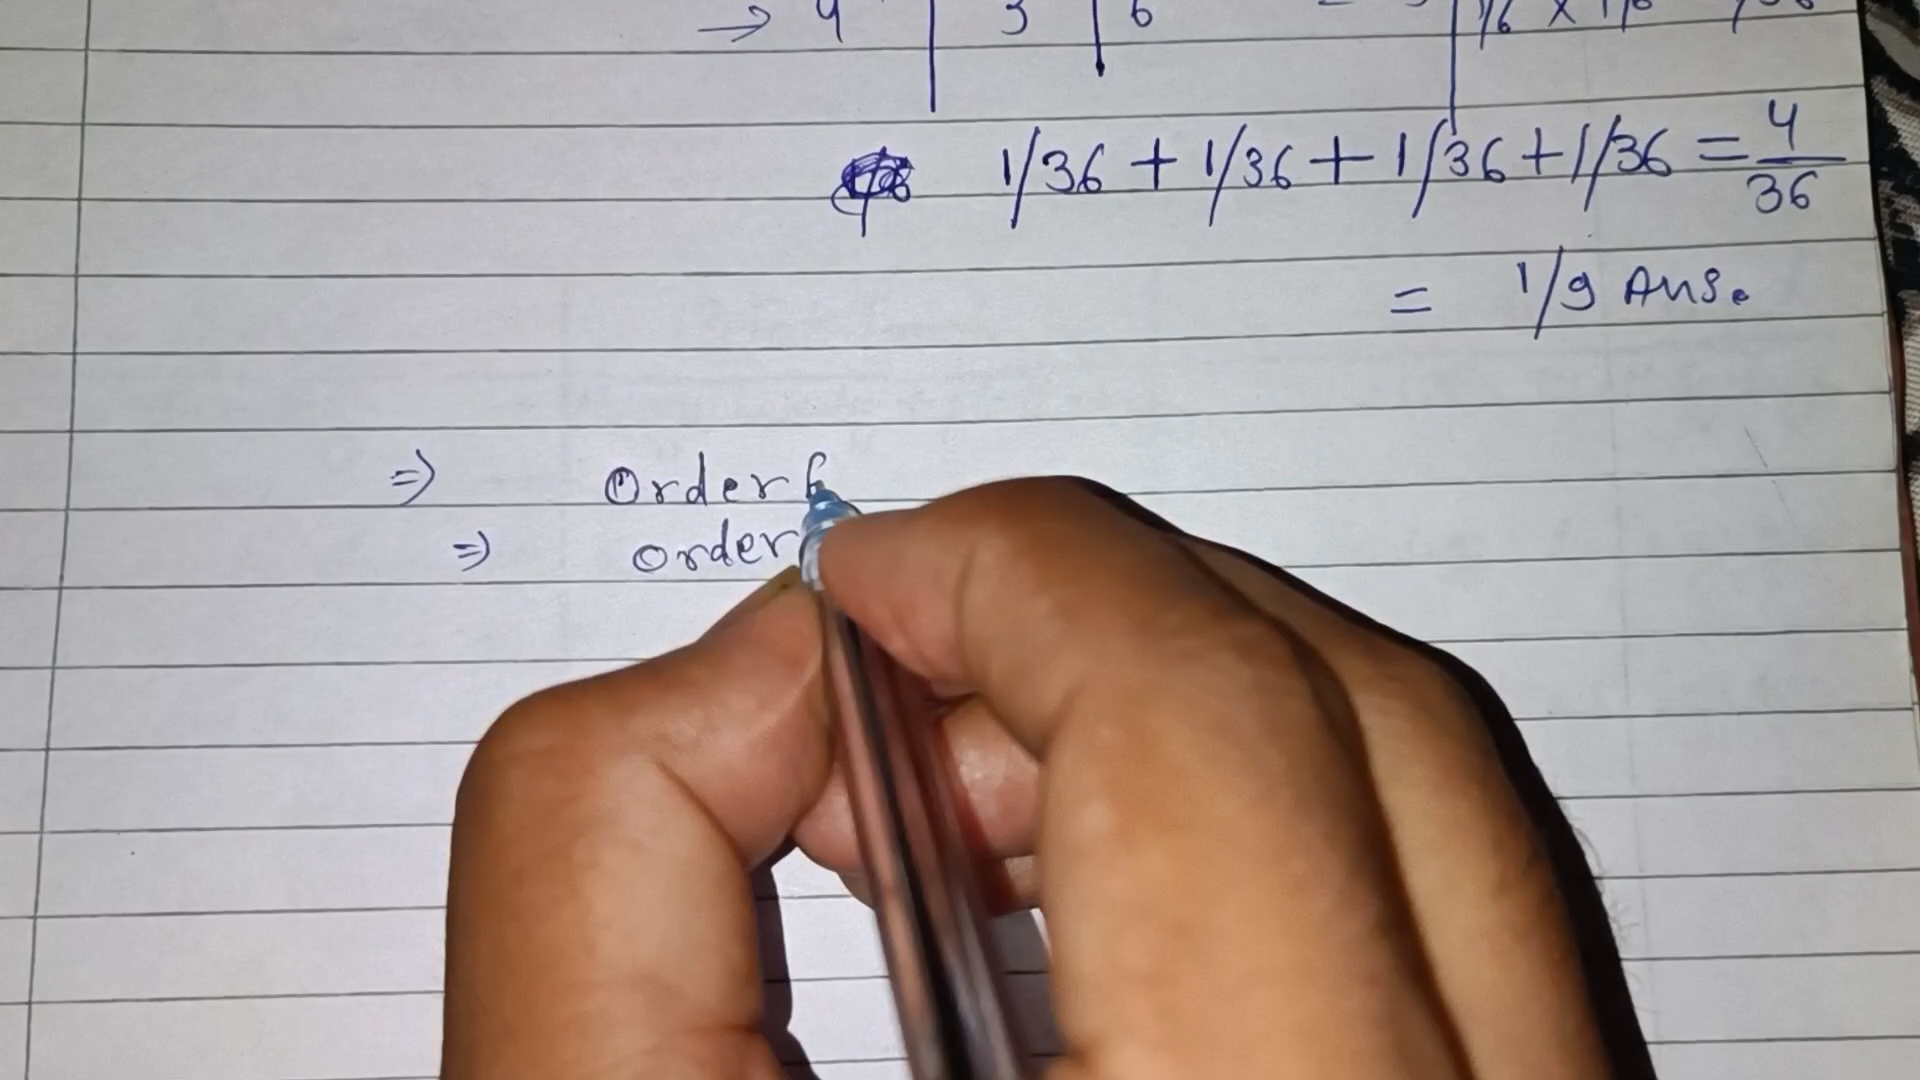 → 4 3 6
1/36 + 1/36 + 1/36 + 1/36 = 4/36
= 1/9 Ans.
⇒ Order
⇒ order